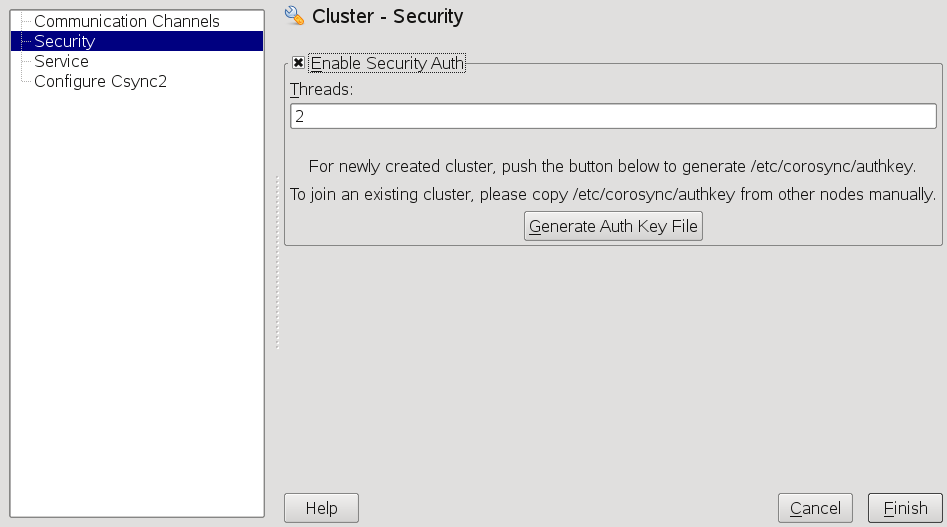 Communication Channels
Security
Service
Configure Csync2
Cluster - Security
Enable Security Auth
Threads:
2
For newly created cluster, push the button below to generate /etc/corosync/authkey.
To join an existing cluster, please copy /etc/corosync/authkey from other nodes manually.
Generate Auth Key File
Help
Cancel
Finish